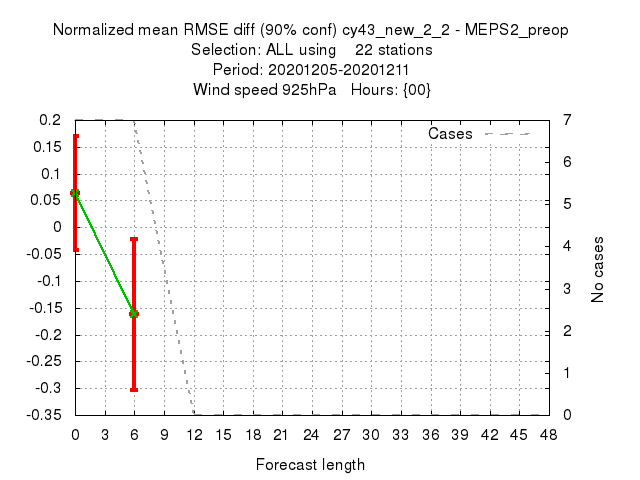 Normalized mean RMSE diff (90% conf) cy43_new_2_2 - MEPS2_preop
Selection: ALL using    22 stations
Period: 20201205-20201211
Wind speed 925hPa   Hours: {00}
Cases
0.2
0.15
0.1
0.05
0
-0.05
-0.1
-0.15
-0.2
-0.25
-0.3
-0.35
7
6
5
4
3
2
1
0
No cases
0 3 6 9 12 15 18 21 24 27 30 33 36 39 42 45 48
Forecast length